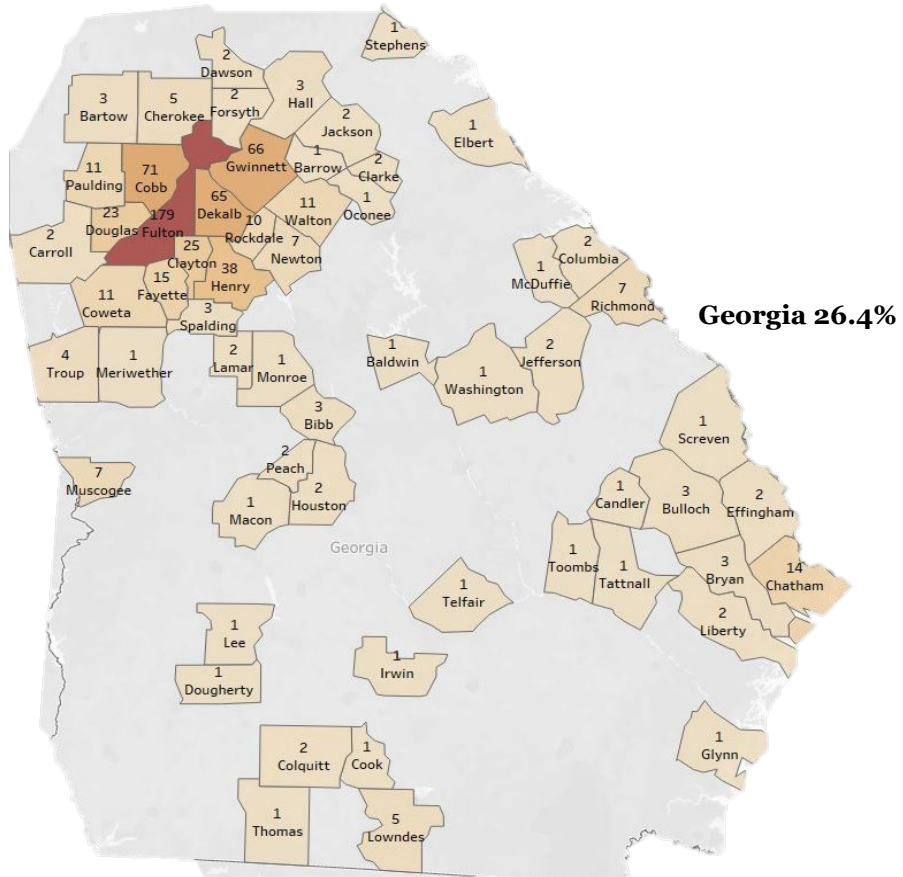 1
Stephens
2
Dawson
3
Hall
3
Bartow
5
Cherokee
2
Forsyth
2
Jackson
1
Elbert
66
Gwinnett
1
Barrow
2
Clarke
11
Paulding
71
Cobb
65
Dekalb
11
Walton
1
Oconee
23
Douglas
179
Fulton
10
Rockdale
7
Newton
2
Carroll
25
Clayton
38
Henry
15
Fayette
11
Coweta
3
Spalding
2
Columbia
1
McDuffie
7
Richmond
Georgia 26.4%
4
Troup
1
Meriwether
2
Lamar
1
Monroe
1
Baldwin
1
Washington
2
Jefferson
3
Bibb
1
Screven
7
Muscogee
2
Peach
2
Houston
1
Macon
1
Candler
3
Bulloch
2
Effingham
Georgia
1
Toombs
1
Tattnall
3
Bryan
14
Chatham
1
Telfair
2
Liberty
1
Lee
1
Dougherty
1
Irwin
1
Glynn
2
Colquitt
1
Cook
1
Thomas
5
Lowndes